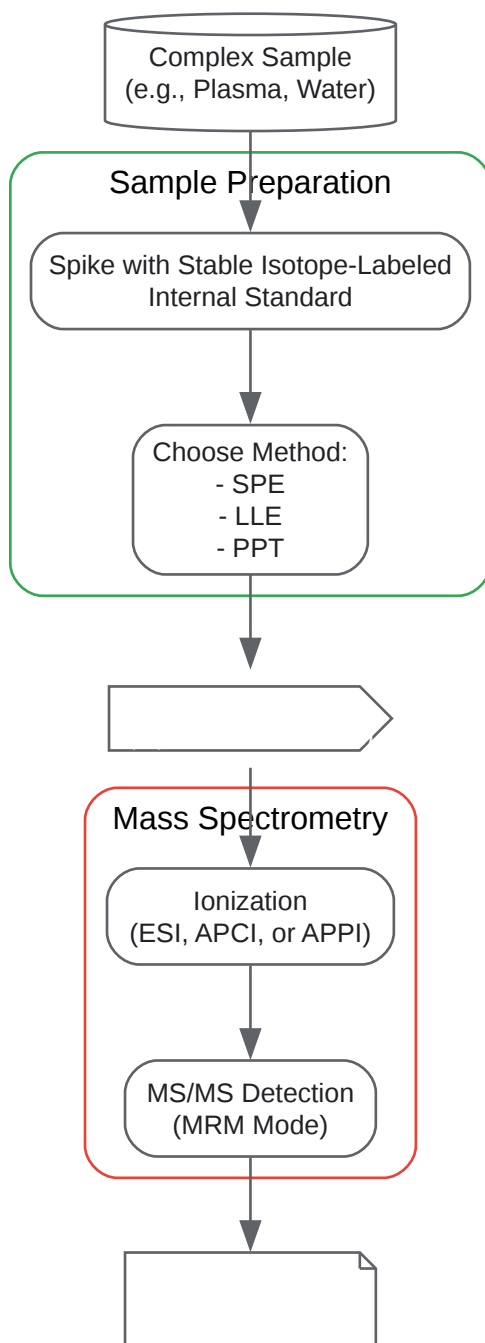 Complex Sample
(e.g., Plasma, Water)
Sample Preparation
Spike with Stable Isotope-Labeled
Internal Standard
Choose Method:
- SPE
- LLE
- PPT
Mass Spectrometry
Ionization
(ESI, APCI, or APPI)
MS/MS Detection
(MRM Mode)